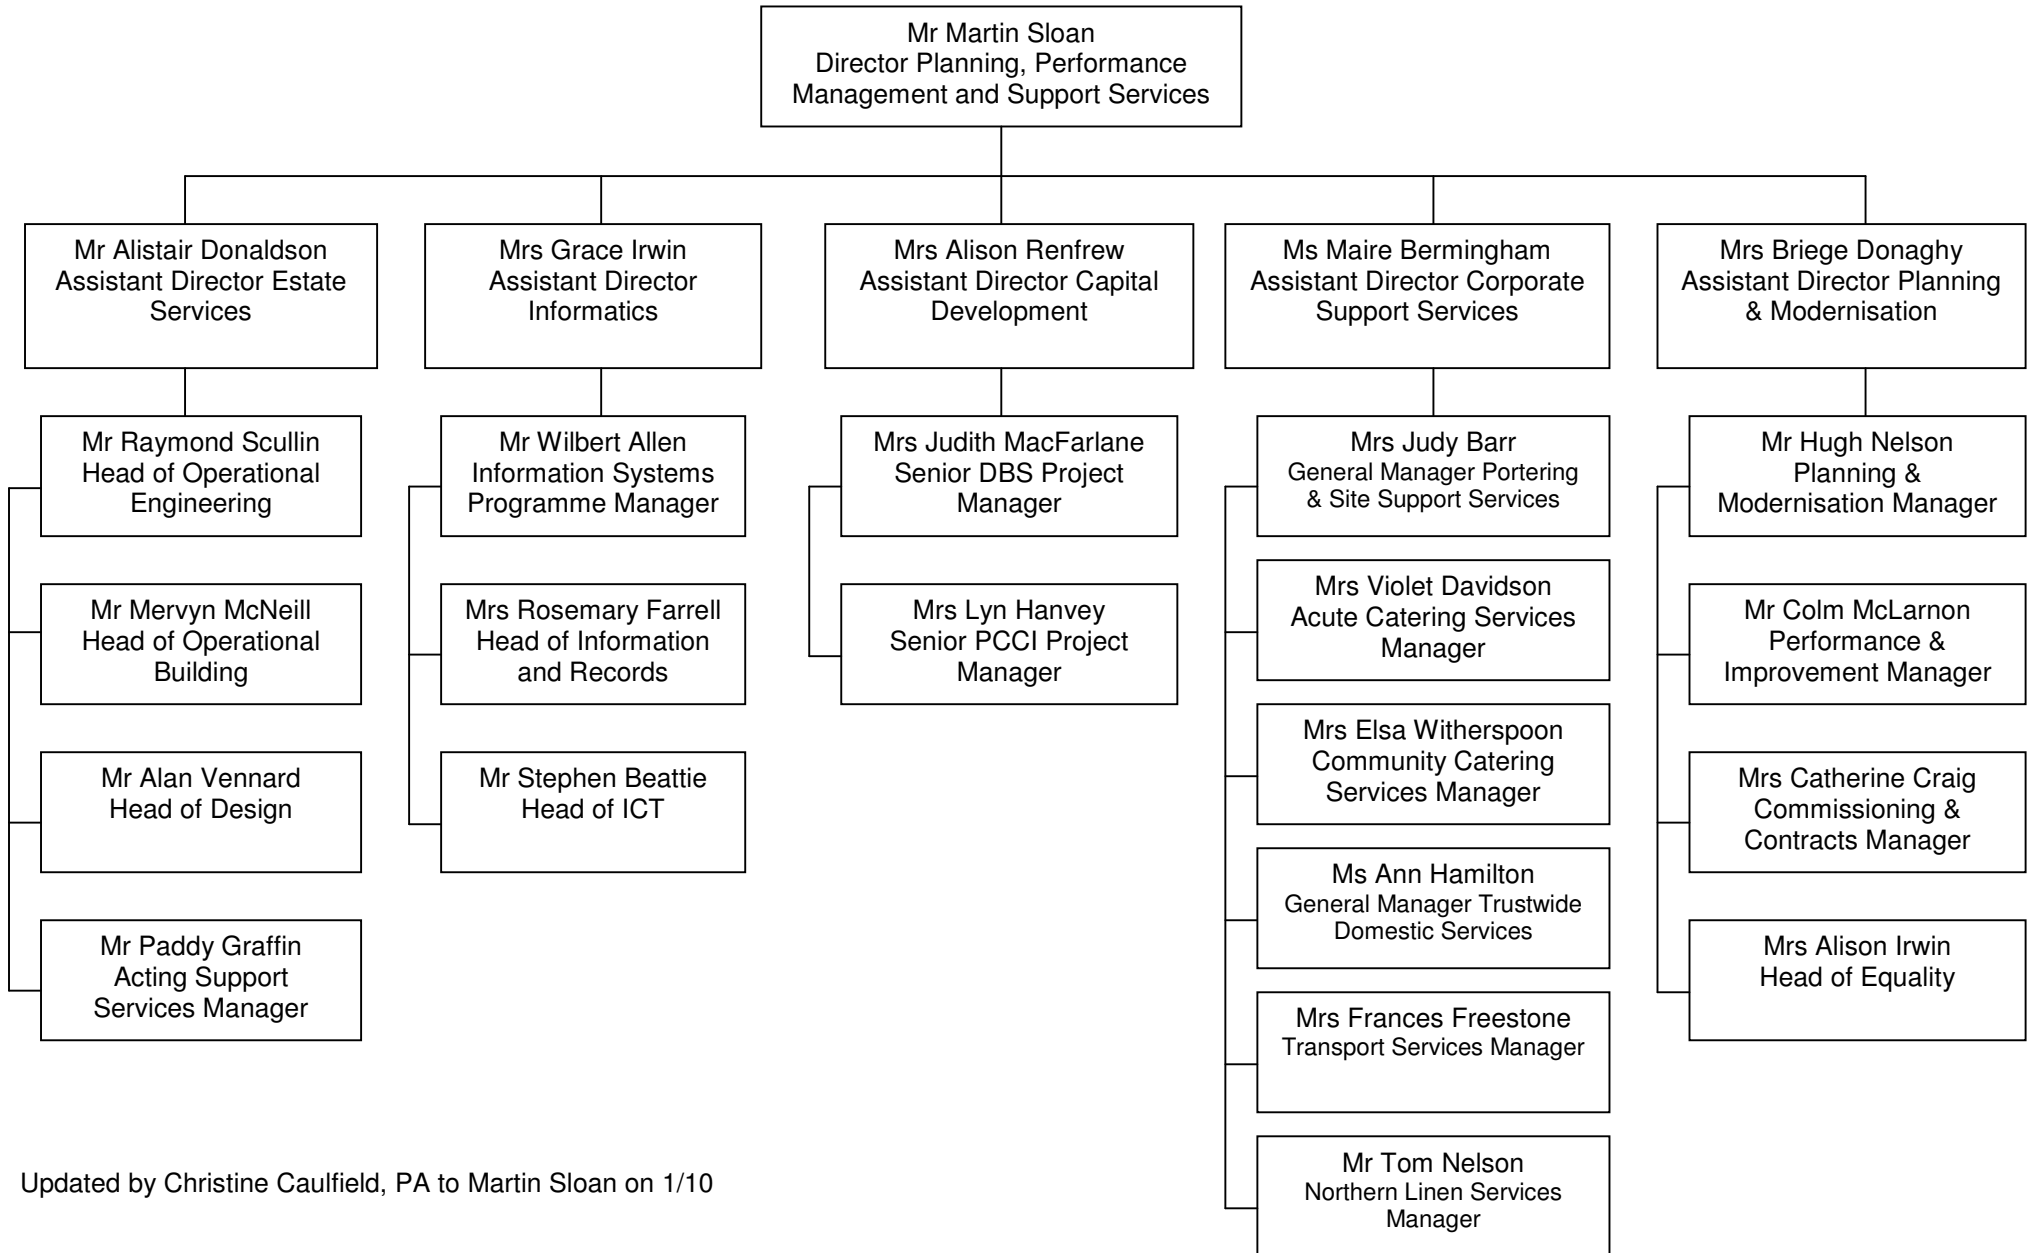 Mr Martin Sloan
Director Planning, Performance
Management and Support Services
Mr Alistair Donaldson
Assistant Director Estate
Services
Mrs Grace Irwin
Assistant Director
Informatics
Mrs Alison Renfrew
Assistant Director Capital
Development
Ms Maire Bermingham
Assistant Director Corporate
Support Services
Mrs Briege Donaghy
Assistant Director Planning
& Modernisation
Mr Raymond Scullin
Head of Operational
Engineering
Mr Mervyn McNeill
Head of Operational
Building
Mr Alan Vennard
Head of Design
Mr Paddy Graffin
Acting Support
Services Manager
Mr Wilbert Allen
Information Systems
Programme Manager
Mrs Rosemary Farrell
Head of Information
and Records
Mr Stephen Beattie
Head of ICT
Mrs Judith MacFarlane
Senior DBS Project
Manager
Mrs Lyn Hanvey
Senior PCCI Project
Manager
Mrs Judy Barr
General Manager Portering
& Site Support Services
Mrs Violet Davidson
Acute Catering Services
Manager
Mrs Elsa Witherspoon
Community Catering
Services Manager
Ms Ann Hamilton
General Manager Trustwide
Domestic Services
Mrs Frances Freestone
Transport Services Manager
Mr Tom Nelson
Northern Linen Services
Manager
Mr Hugh Nelson
Planning &
Modernisation Manager
Mr Colm McLarnon
Performance &
Improvement Manager
Mrs Catherine Craig
Commissioning &
Contracts Manager
Mrs Alison Irwin
Head of Equality
Updated by Christine Caulfield, PA to Martin Sloan on 1/10